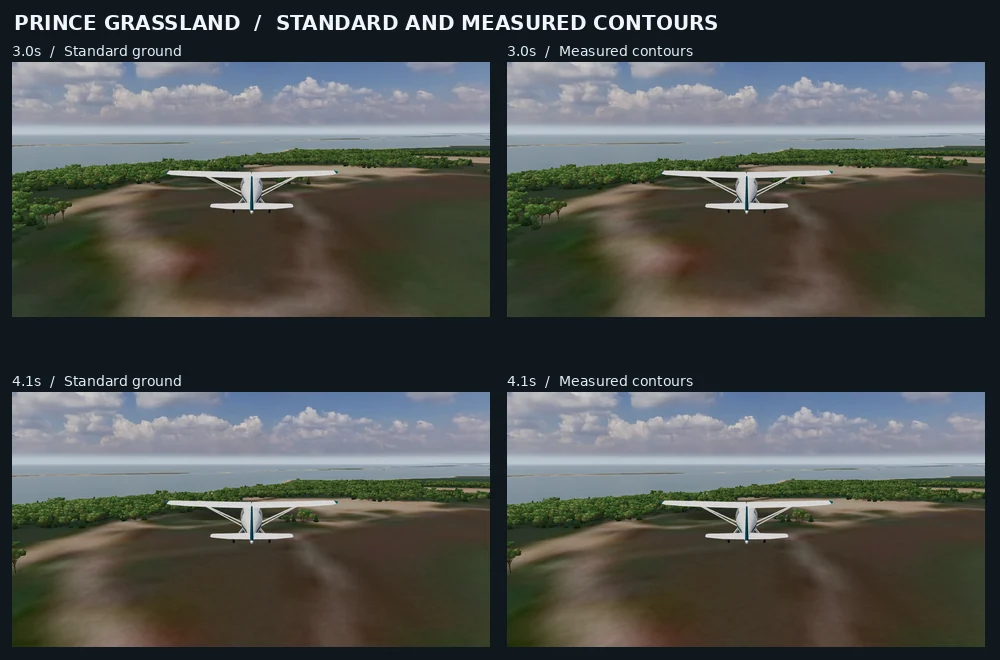 PRINCE GRASSLAND / STANDARD AND MEASURED CONTOURS
3.0s / Standard ground
3.0s / Measured contours
4.1s / Standard ground
4.1s / Measured contours